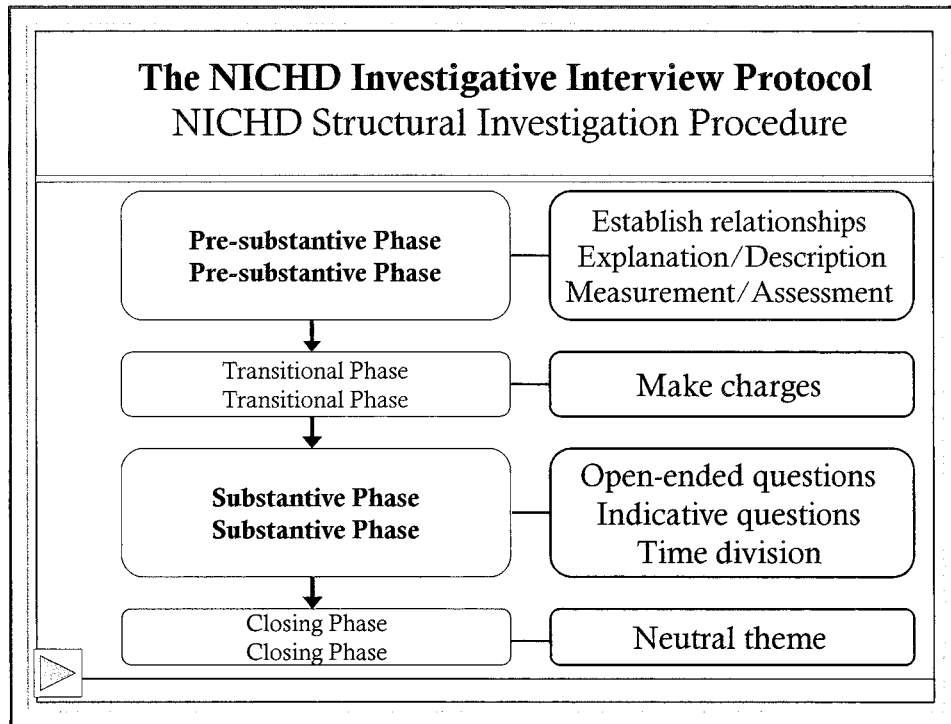 The NICHD Investigative Interview Protocol
NICHD Structural Investigation Procedure
Pre-substantive Phase
Pre-substantive Phase
Establish relationships
Explanation/Description
Measurement/Assessment
Transitional Phase
Transitional Phase
Make charges
Substantive Phase
Substantive Phase
Open-ended questions
Indicative questions
Time division
Closing Phase
Closing Phase
Neutral theme